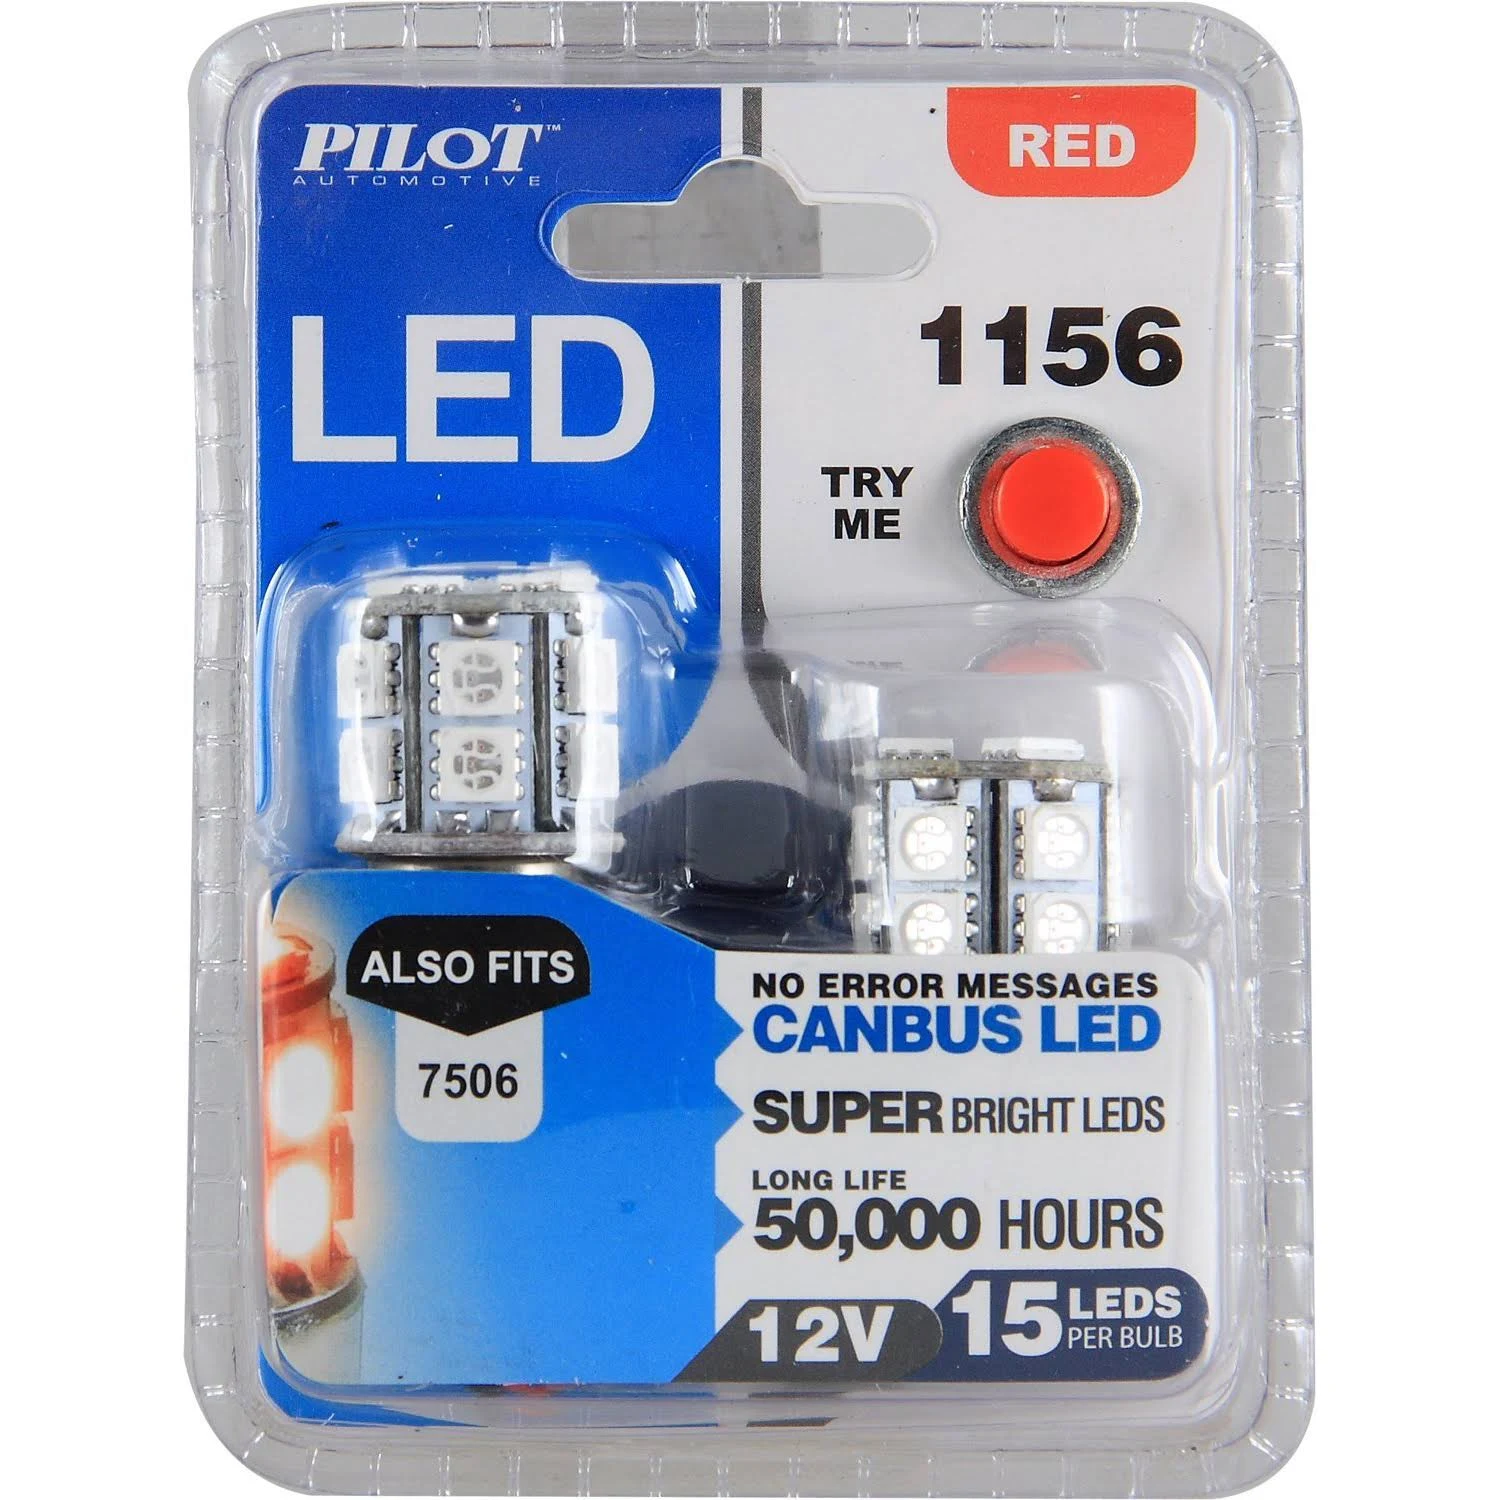 PILOT™
AUTOMOTIVE
RED
LED
1156
TRY
ME
ALSO FITS
7506
NO ERROR MESSAGES
CANBUS LED
SUPER BRIGHT LEDS
LONG LIFE
50,000 HOURS
12V
15 LEDS
PER BULB